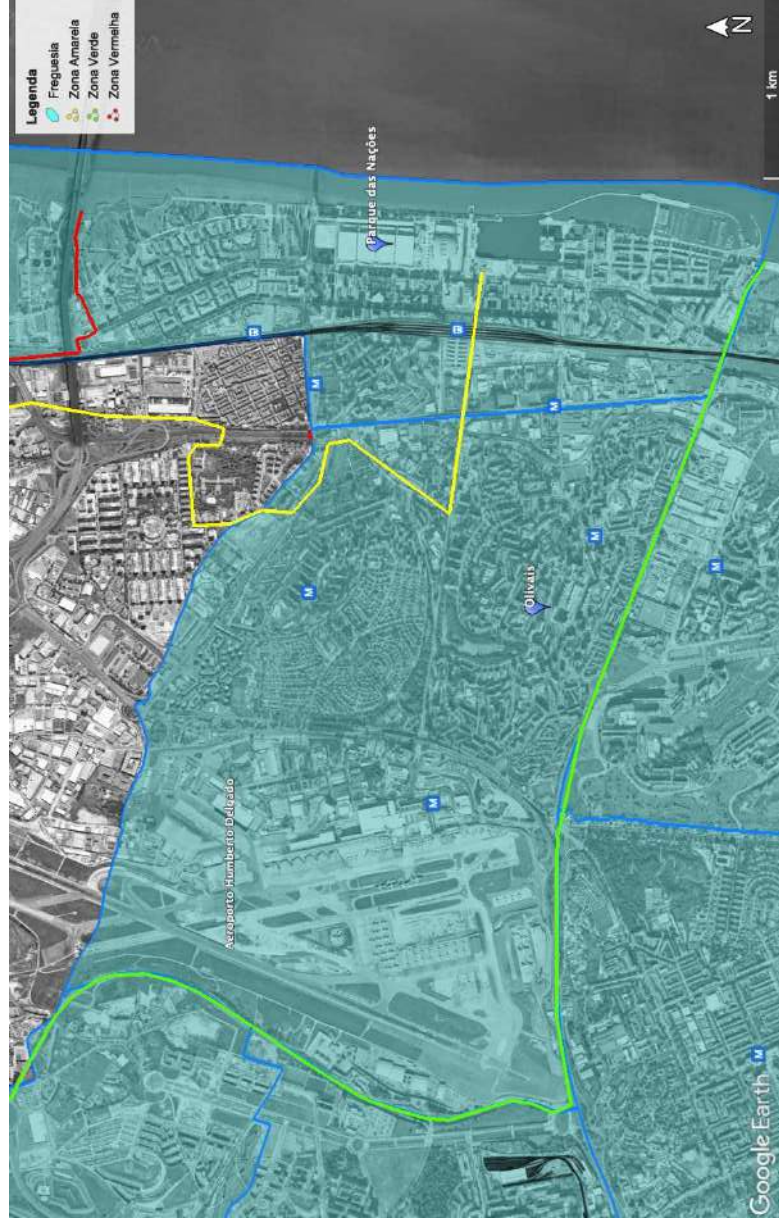 Legenda
Freguesia
Zona Amarela
Zona Verde
Zona Vermelha
N
1 km
Parque das Nações
M
M
M
M
M
M
M
Olivais
Aeroporto Humberto Delgado
Google Earth